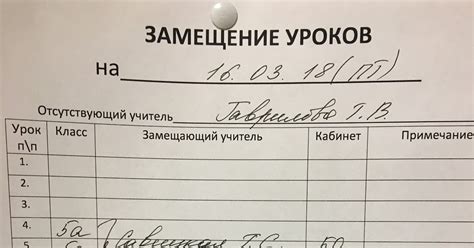 ЗАМЕЩЕНИЕ УРОКОВ
на 16.03.18 (ПТ)
Отсутствующий учитель Гаврилова Т.В.
Урок п\п Класс Замещающий учитель Кабинет Примечание
1.
2.
3.
4. 5а
5. Савицкая Т.С. 50